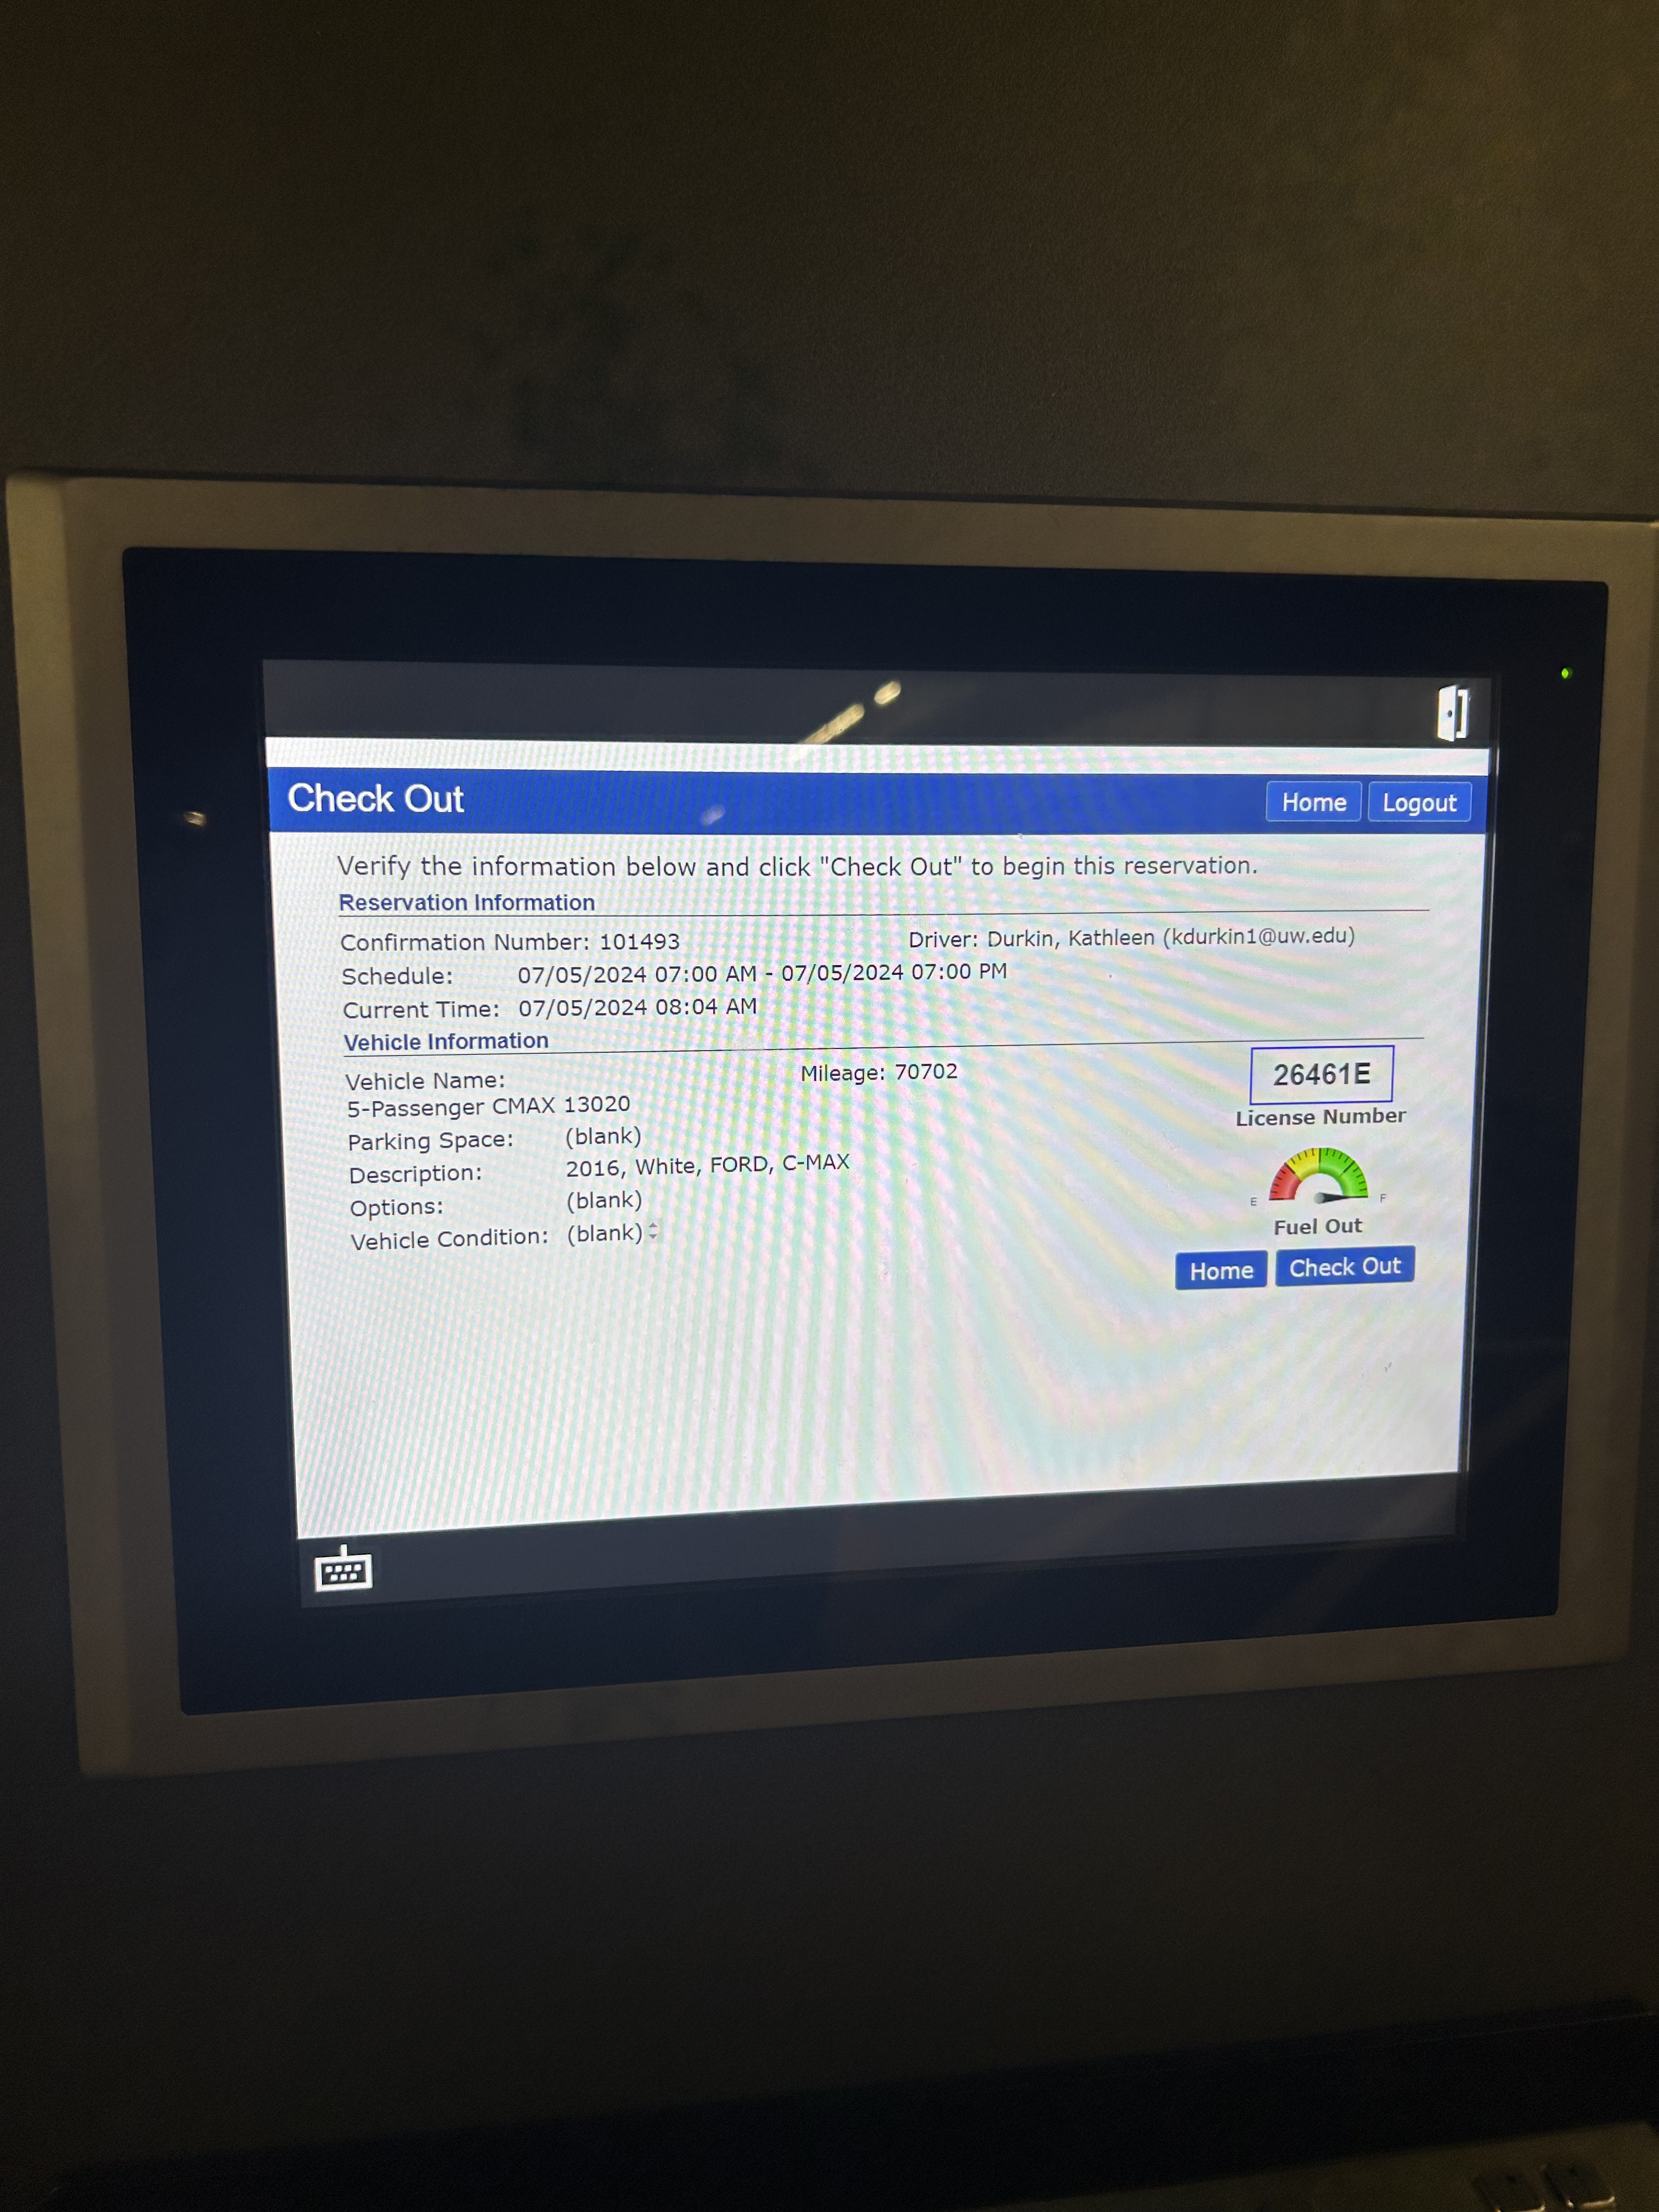 Check Out
Home Logout
Verify the information below and click "Check Out" to begin this reservation.
Reservation Information
Confirmation Number: 101493 Driver: Durkin, Kathleen (kdurkin1@uw.edu)
Schedule: 07/05/2024 07:00 AM - 07/05/2024 07:00 PM
Current Time: 07/05/2024 08:04 AM
Vehicle Information
Vehicle Name: Mileage: 70702 26461E
5-Passenger CMAX 13020 License Number
Parking Space: (blank)
Description: 2016, White, FORD, C-MAX
Options: (blank) E F
Vehicle Condition: (blank) Fuel Out
Home Check Out